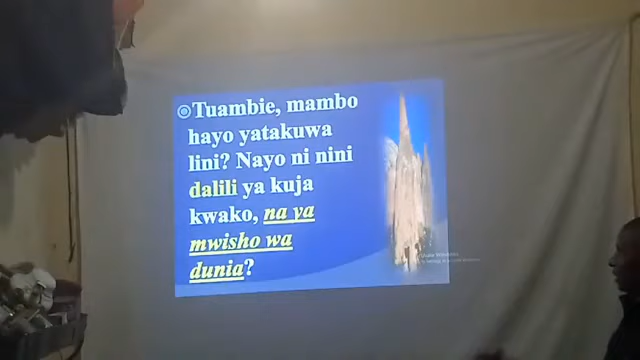 Tuambie, mambo
hayo yatakuwa
lini? Nayo ni nini
dalili ya kuja
kwako, na ya
mwisho wa
dunia?